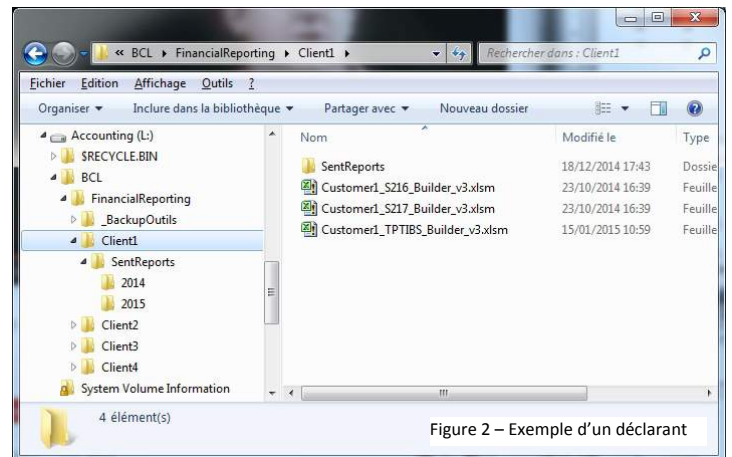 « BCL ▸ FinancialReporting ▸ Client1 ▸
Rechercher dans : Client1
Fichier Edition Affichage Outils ?
Organiser Inclure dans la bibliothèque Partager avec Nouveau dossier
Accounting (L:)
$RECYCLE.BIN
BCL
FinancialReporting
_BackupOutils
Client1
SentReports
2014
2015
Client2
Client3
Client4
System Volume Information
Nom Modifié le Type
SentReports 18/12/2014 17:43 Dossie
Customer1_S216_Builder_v3.xlsm 23/10/2014 16:39 Feuille
Customer1_S217_Builder_v3.xlsm 23/10/2014 16:39 Feuille
Customer1_TPTIBS_Builder_v3.xlsm 15/01/2015 10:59 Feuille
4 élément(s)
Figure 2 – Exemple d’un déclarant